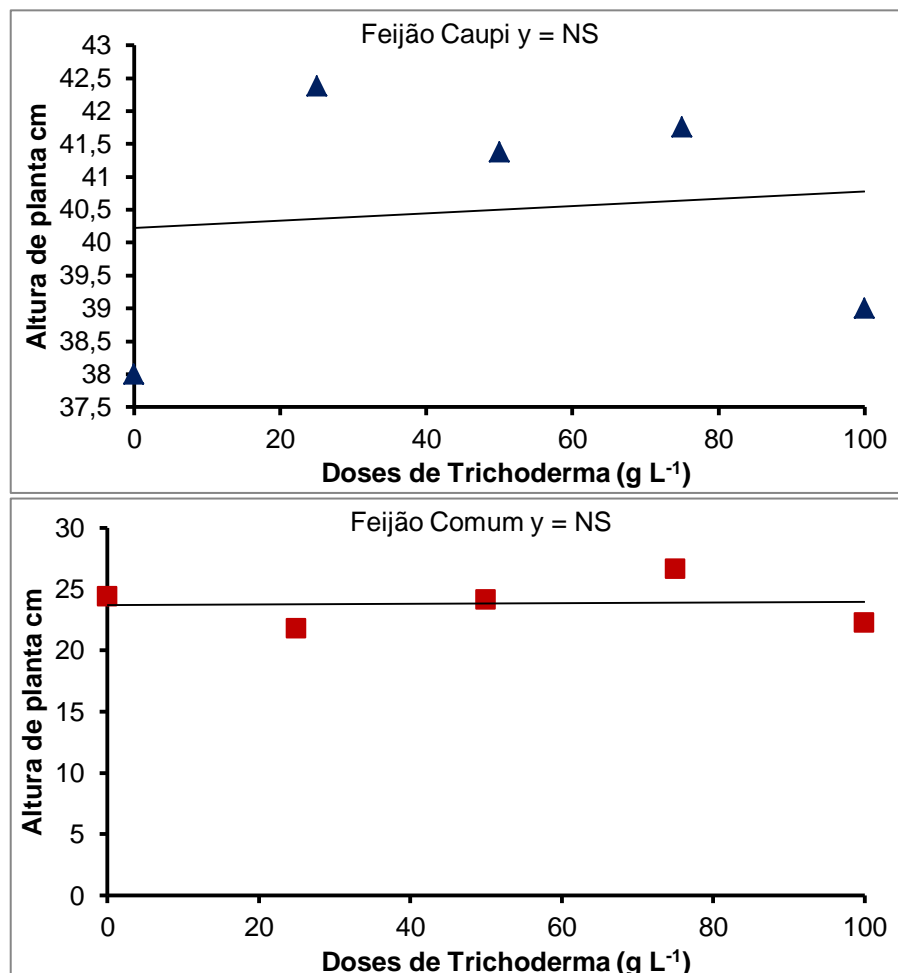 Feijão Caupi y = NS
Altura de planta cm
43
42,5
42
41,5
41
40,5
40
39,5
39
38,5
38
37,5
0 20 40 60 80 100
Doses de Trichoderma (g L⁻¹)
Feijão Comum y = NS
Altura de planta cm
30
25
20
15
10
5
0
0 20 40 60 80 100
Doses de Trichoderma (g L⁻¹)